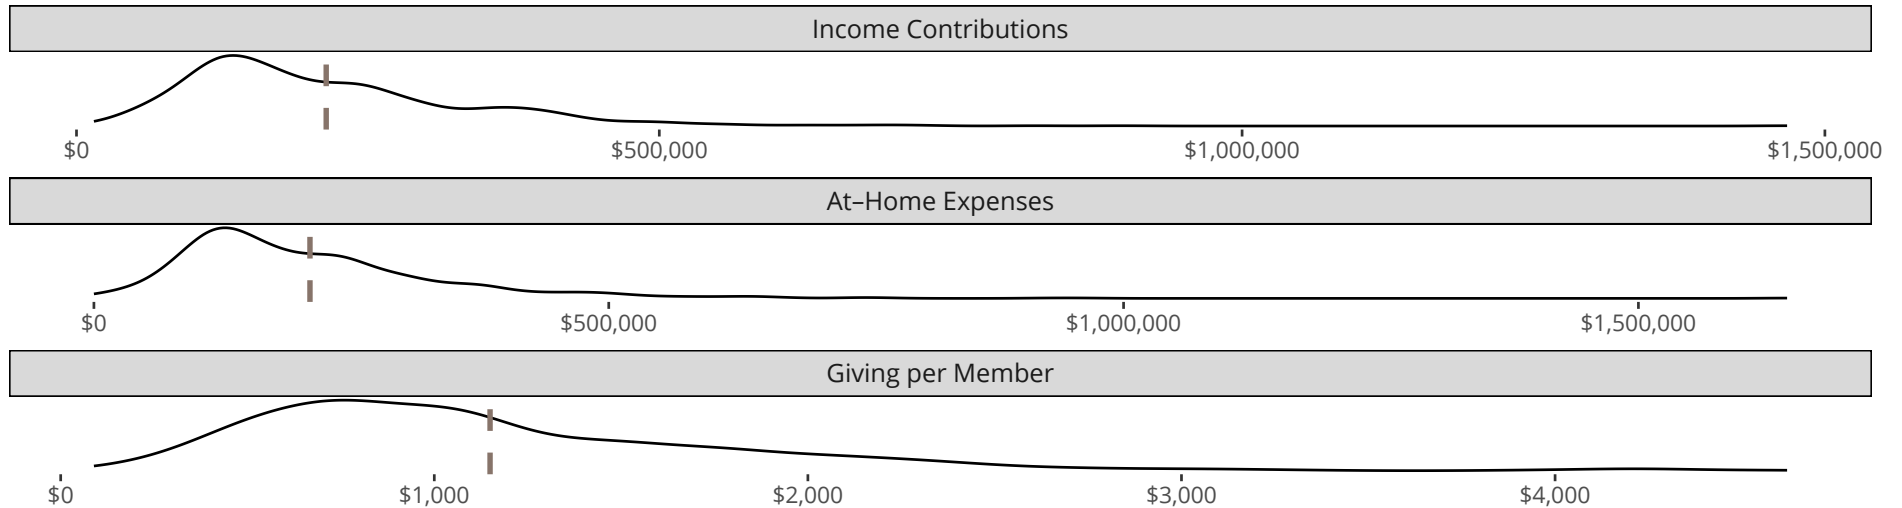 Income Contributions
$0 $500,000 $1,000,000 $1,500,000
At–Home Expenses
$0 $500,000 $1,000,000 $1,500,000
Giving per Member
$0 $1,000 $2,000 $3,000 $4,000